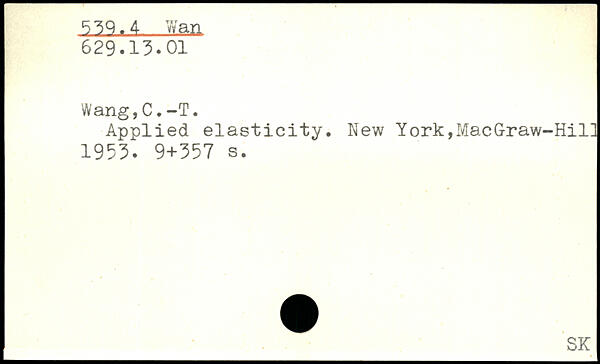 539.4 Wan
629.13.01
Wang,C.-T.
Applied elasticity. New York,MacGraw-Hill
1953. 9+357 s.
SK